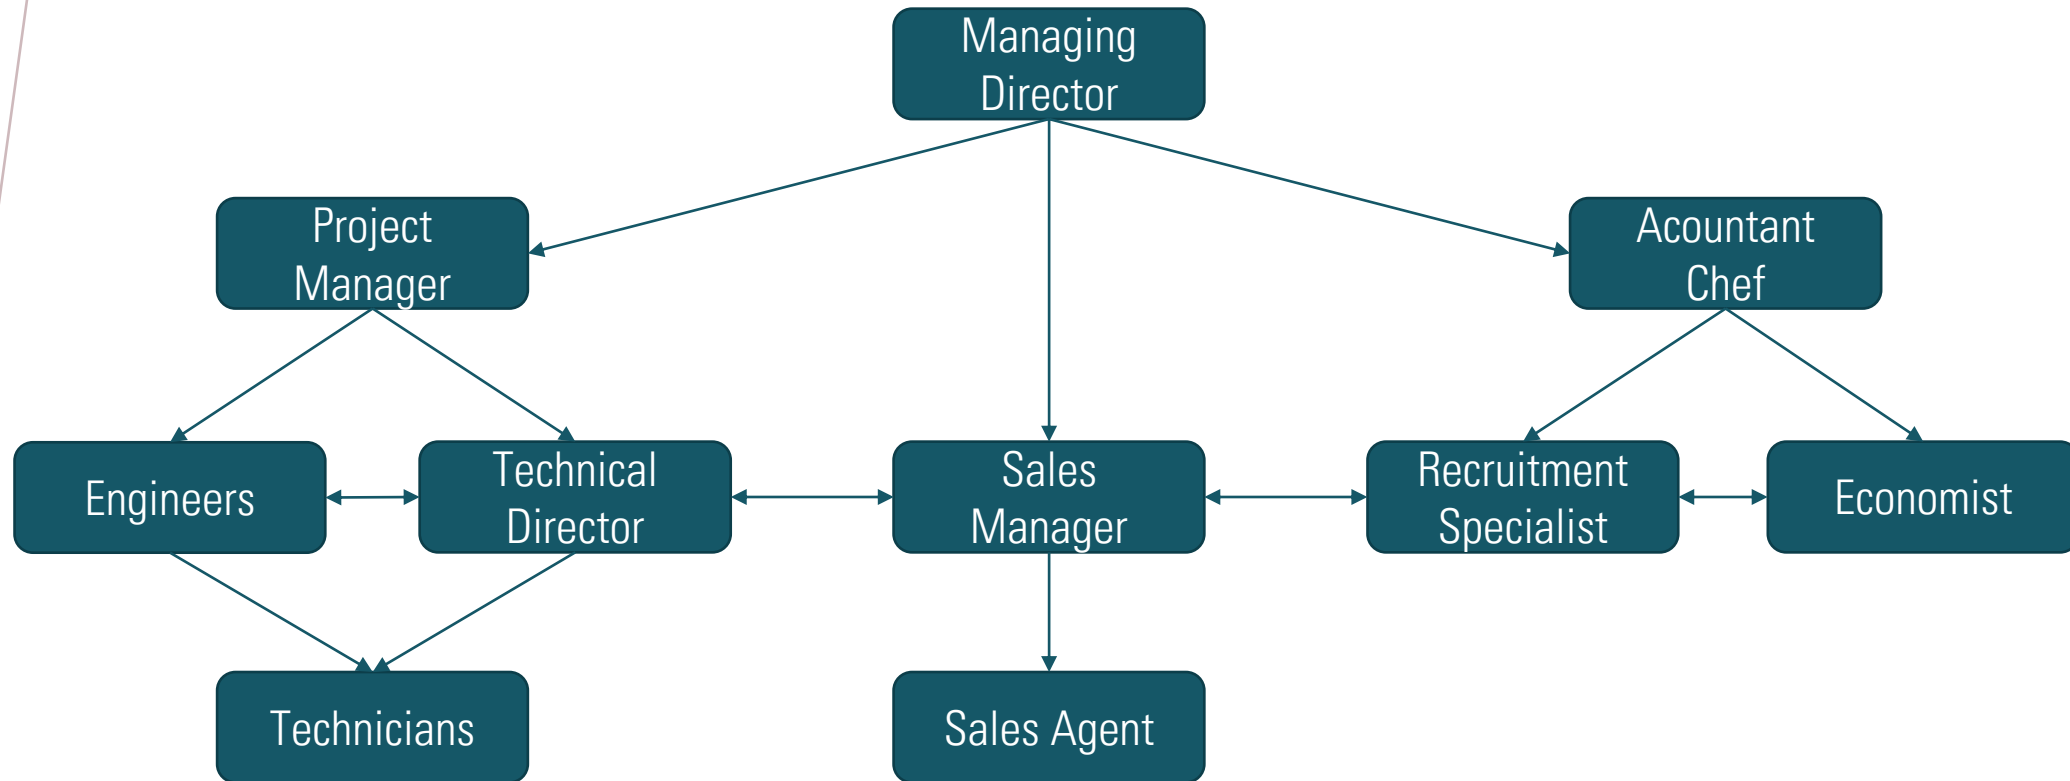 Managing
Director
Project
Manager
Acountant
Chef
Engineers
Technical
Director
Sales
Manager
Recruitment
Specialist
Economist
Technicians
Sales Agent